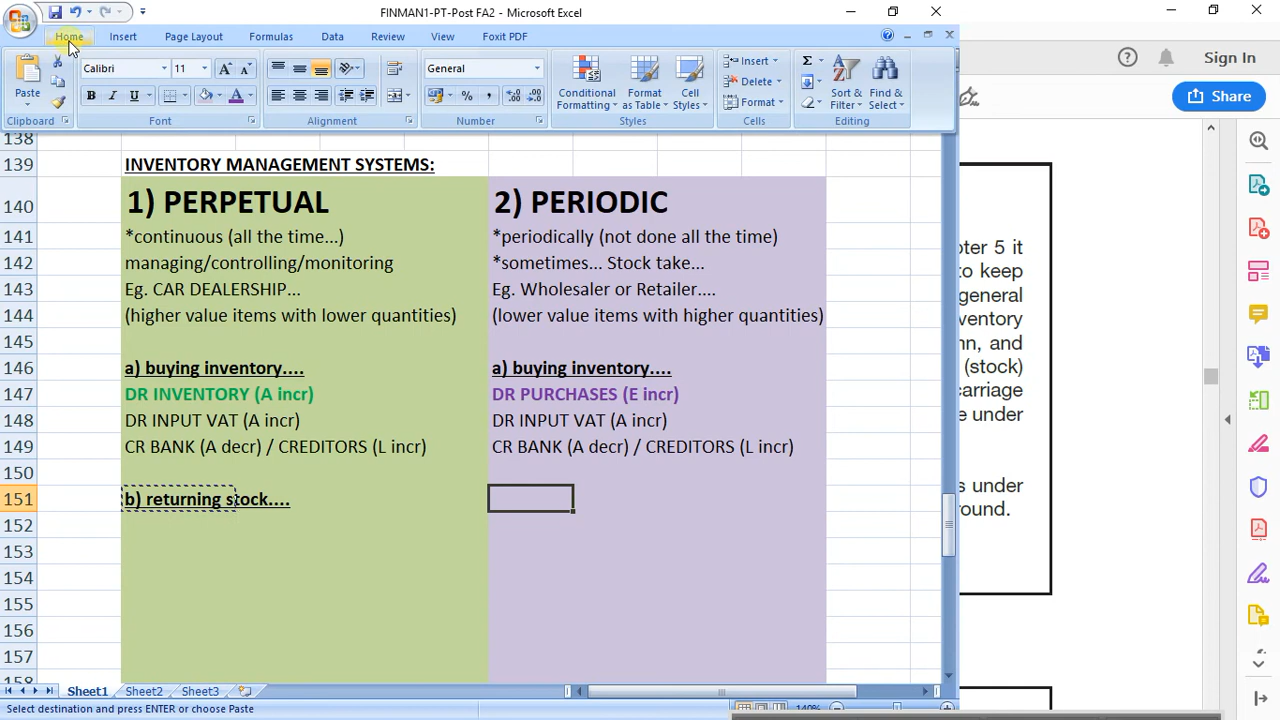 FINMAN1-PT-Post FA2 - Microsoft Excel
Home Insert Page Layout Formulas Data Review View Foxit PDF
Sign In
Share
Paste
Calibri 11
General
B I U
%
Conditional Formatting
Format as Table
Cell Styles
Insert
Delete
Format
Sort & Filter
Find & Select
Clipboard Font Alignment Number Styles Cells Editing
138
139 INVENTORY MANAGEMENT SYSTEMS:
140 1) PERPETUAL 2) PERIODIC
141 *continuous (all the time...) *periodically (not done all the time)
142 managing/controlling/monitoring *sometimes... Stock take...
143 Eg. CAR DEALERSHIP... Eg. Wholesaler or Retailer....
144 (higher value items with lower quantities) (lower value items with higher quantities)
145
146 a) buying inventory.... a) buying inventory....
147 DR INVENTORY (A incr) DR PURCHASES (E incr)
148 DR INPUT VAT (A incr) DR INPUT VAT (A incr)
149 CR BANK (A decr) / CREDITORS (L incr) CR BANK (A decr) / CREDITORS (L incr)
150
151 b) returning stock....
152
153
154
155
156
157
158
Sheet1 Sheet2 Sheet3
Select destination and press ENTER or choose Paste
140%
pter 5 it
to keep
general
ventory
nn, and
(stock)
carriage
e under
s under
ound.